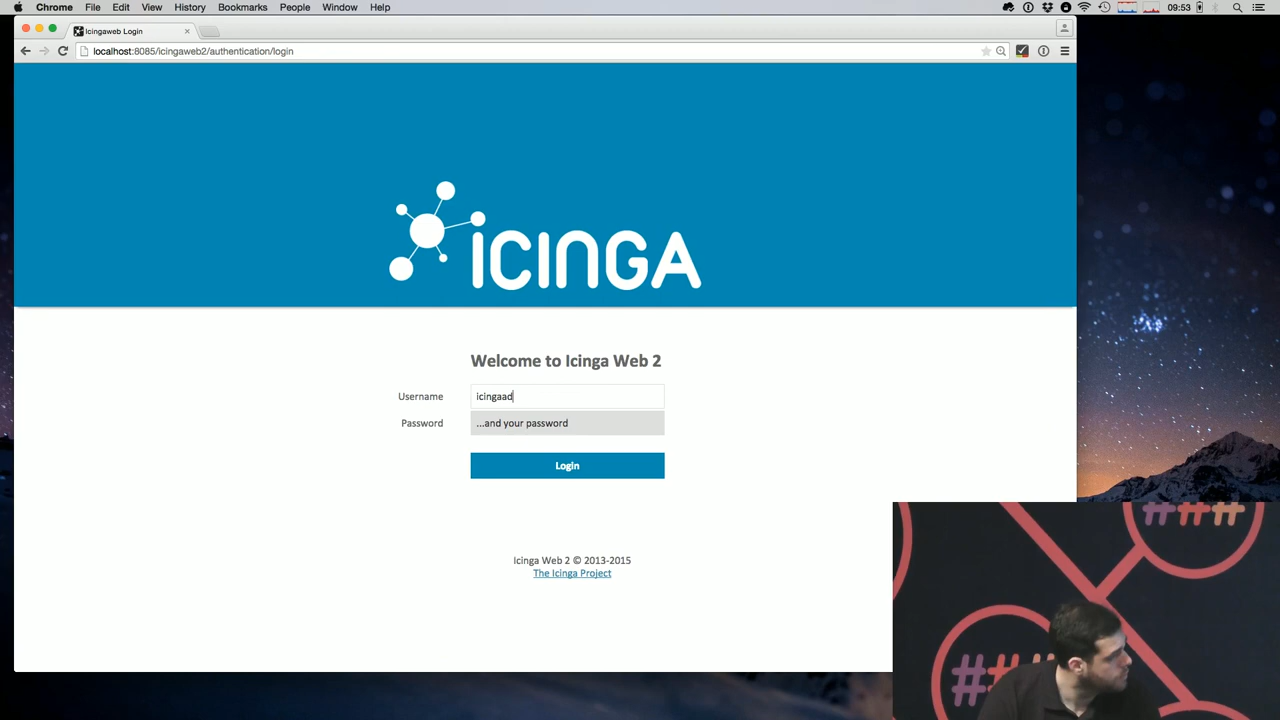 Chrome File Edit View History Bookmarks People Window Help 09:53
Icingaweb Login
localhost:8085/icingaweb2/authentication/login
ICINGA
Welcome to Icinga Web 2
Username icingaad
Password ...and your password
Login
Icinga Web 2 © 2013-2015
The Icinga Project
###
##